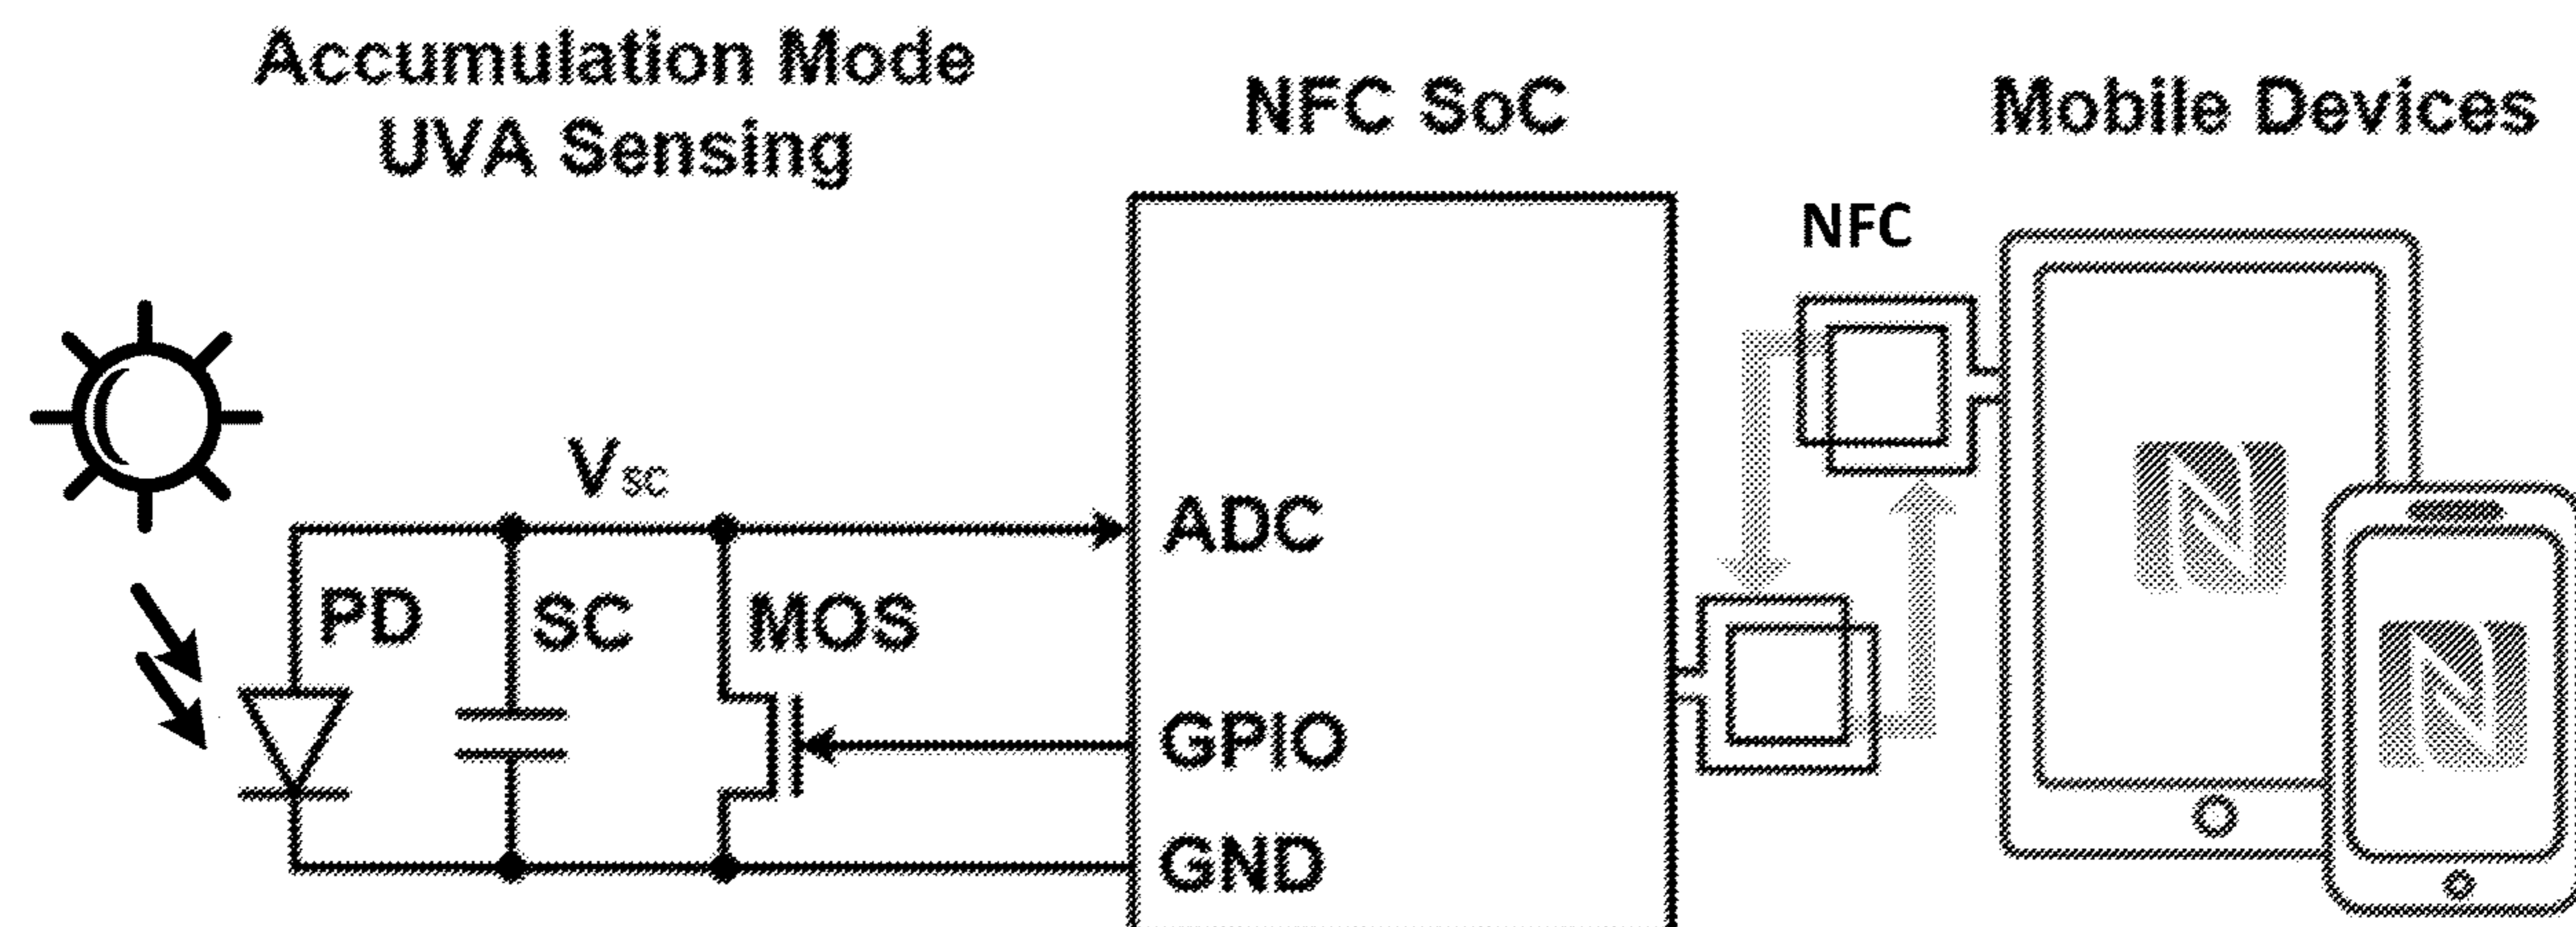 Accumulation Mode
UVA Sensing
NFC SoC
Mobile Devices
NFC
VSC
ADC
PD
SC
MOS
GPIO
GND